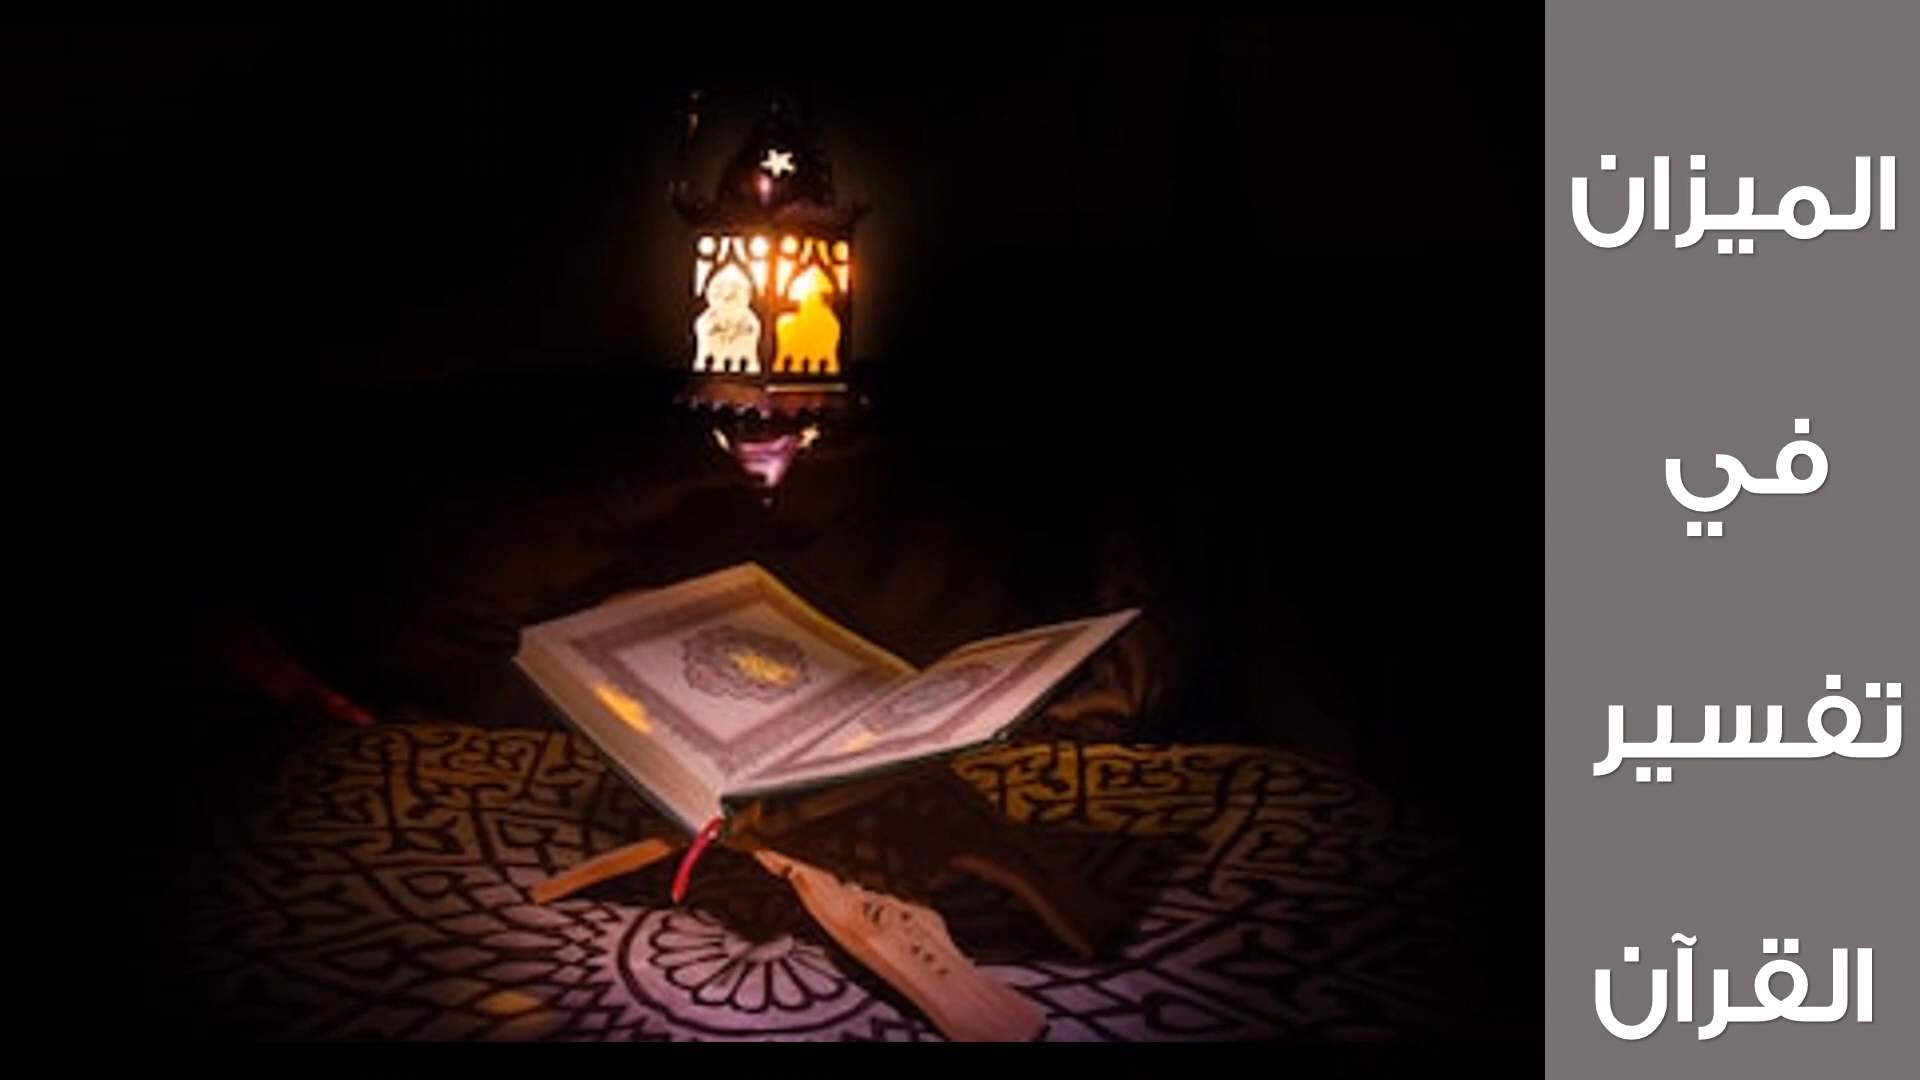 الميزان
في
تفسير
القرآن